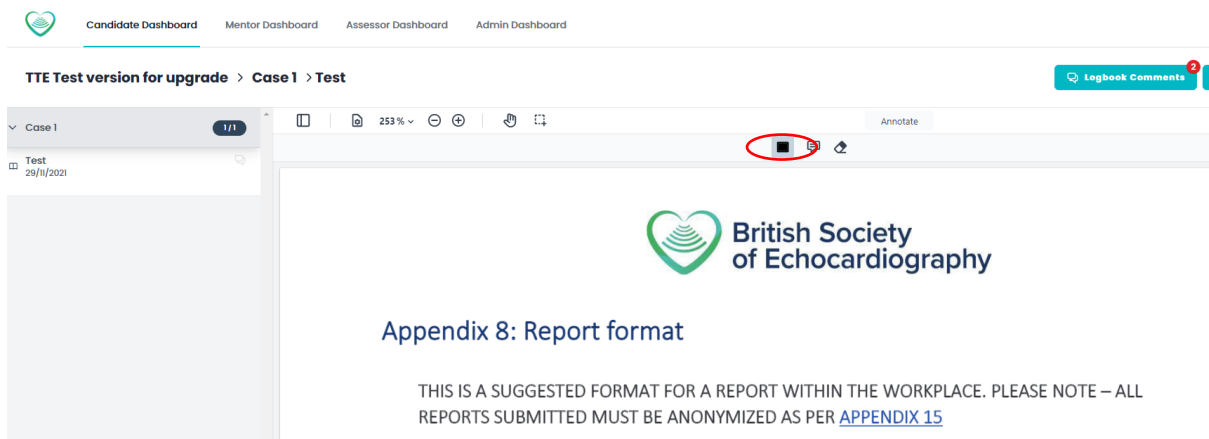 Candidate Dashboard Mentor Dashboard Assessor Dashboard Admin Dashboard
TTE Test version for upgrade > Case 1 > Test
Logbook Comments 2
Case 1 1/1
253 % Annotate
Test
29/11/2021
British Society
of Echocardiography
Appendix 8: Report format
THIS IS A SUGGESTED FORMAT FOR A REPORT WITHIN THE WORKPLACE. PLEASE NOTE – ALL
REPORTS SUBMITTED MUST BE ANONYMIZED AS PER APPENDIX 15